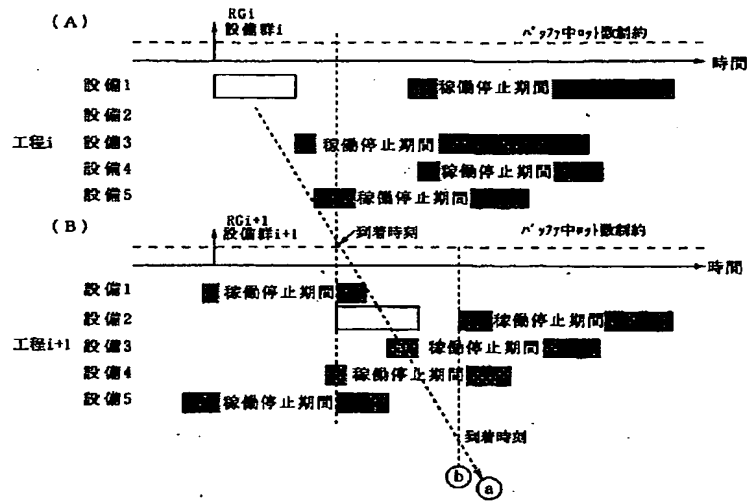 (A)
RGi
設備群i
バッファ中ロット数制約
時間
設備1 稼働停止期間
設備2
工程i 設備3 稼働停止期間
設備4 稼働停止期間
設備5 稼働停止期間
(B)
RGi+1
設備群i+1
到着時刻
バッファ中ロット数制約
時間
設備1 稼働停止期間
設備2 稼働停止期間
工程i+1 設備3 稼働停止期間
設備4 稼働停止期間
設備5 稼働停止期間
到着時刻
b
a